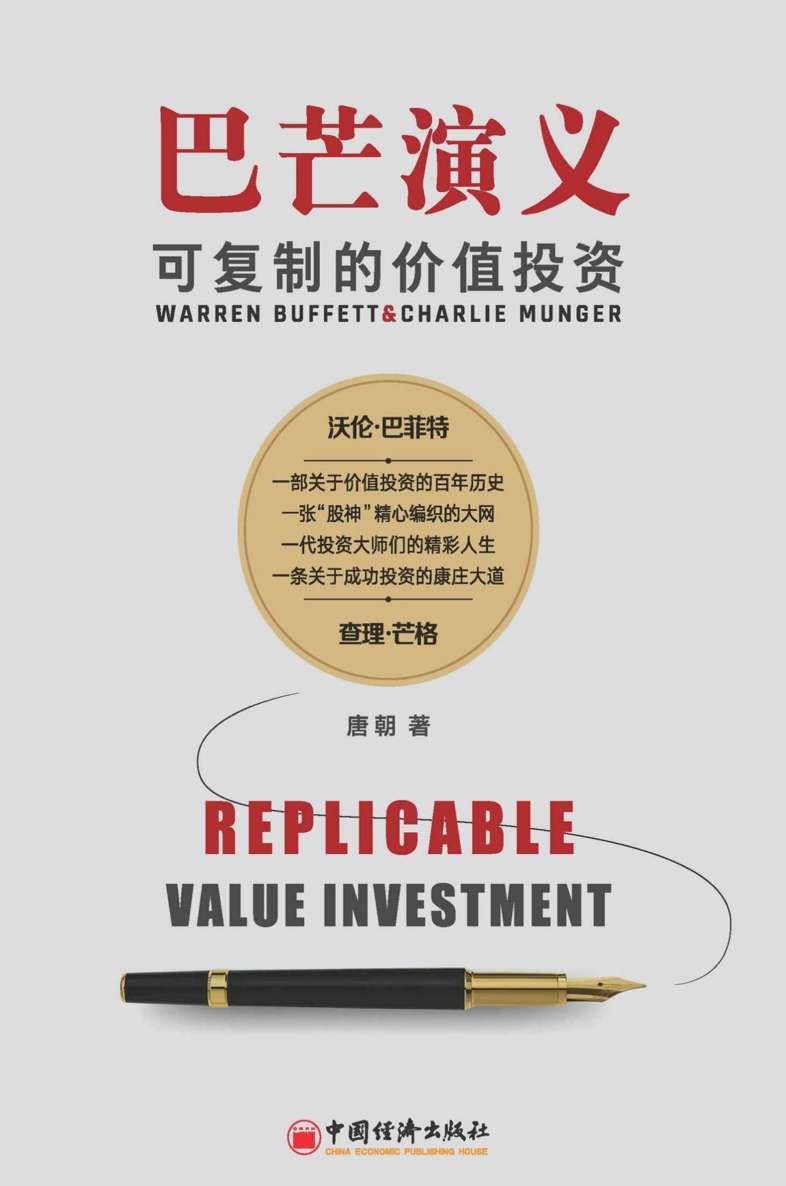 巴芒演义
可复制的价值投资
WARREN BUFFETT&CHARLIE MUNGER
沃伦·巴菲特
一部关于价值投资的百年历史
一张“股神”精心编织的大网
一代投资大师们的精彩人生
一条关于成功投资的康庄大道
查理·芒格
唐朝 著
REPLICABLE
VALUE INVESTMENT
中国经济出版社
CHINA ECONOMIC PUBLISHING HOUSE